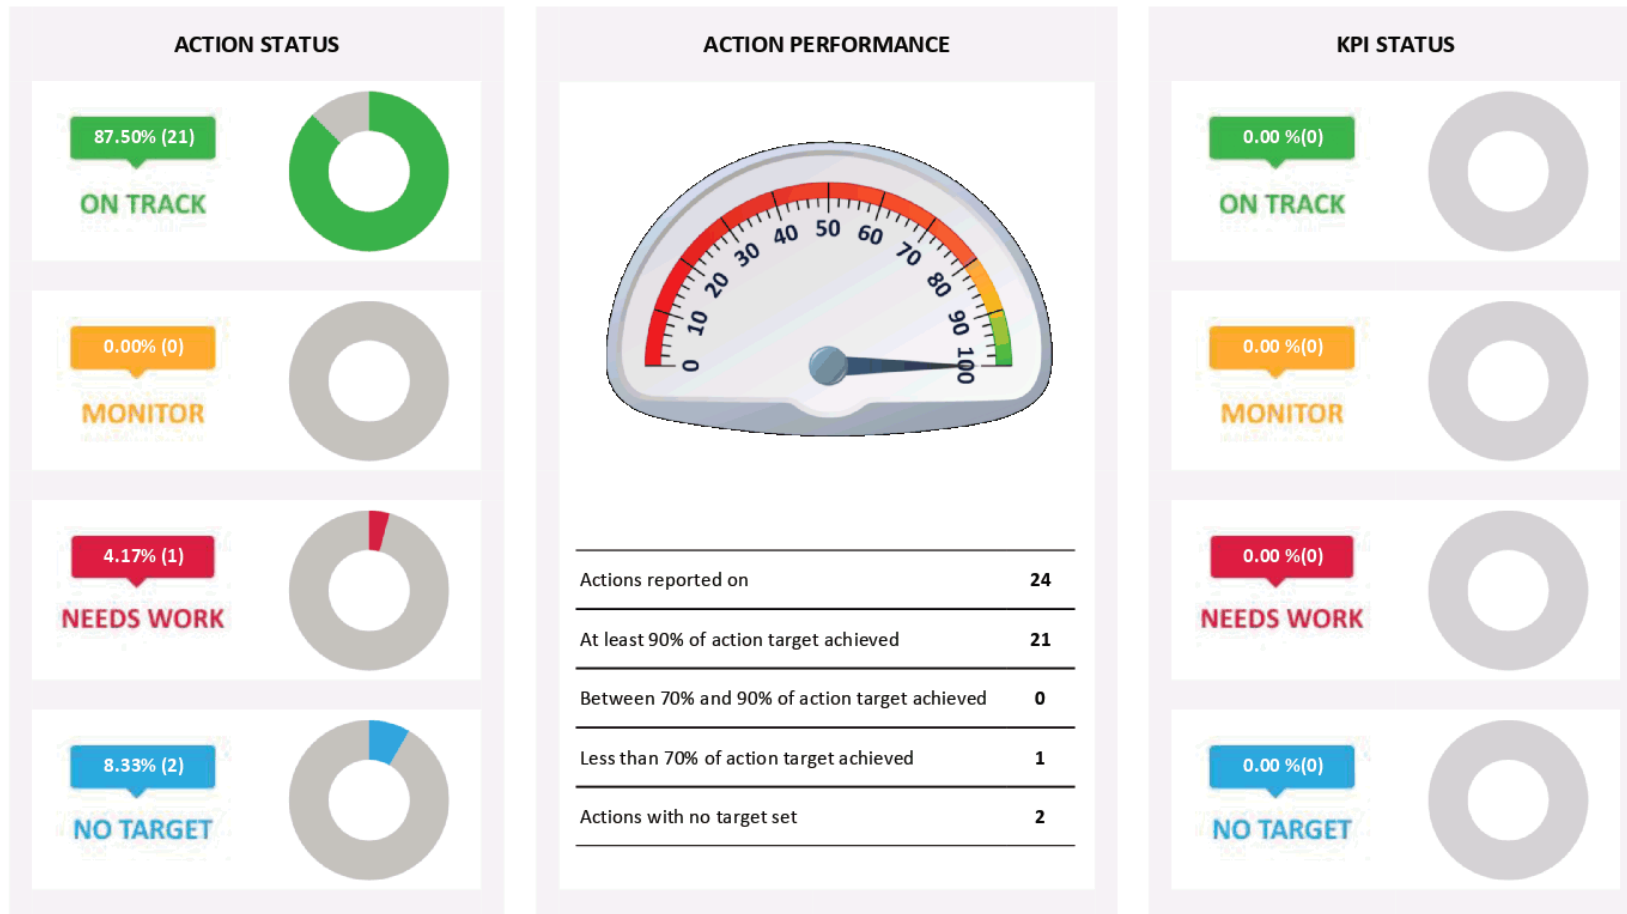 ACTION STATUS
87.50% (21)
ON TRACK
0.00% (0)
MONITOR
4.17% (1)
NEEDS WORK
8.33% (2)
NO TARGET
ACTION PERFORMANCE
0
10
20
30
40
50
60
70
80
90
100
Actions reported on 24
At least 90% of action target achieved 21
Between 70% and 90% of action target achieved 0
Less than 70% of action target achieved 1
Actions with no target set 2
KPI STATUS
0.00 %(0)
ON TRACK
0.00 %(0)
MONITOR
0.00 %(0)
NEEDS WORK
0.00 %(0)
NO TARGET